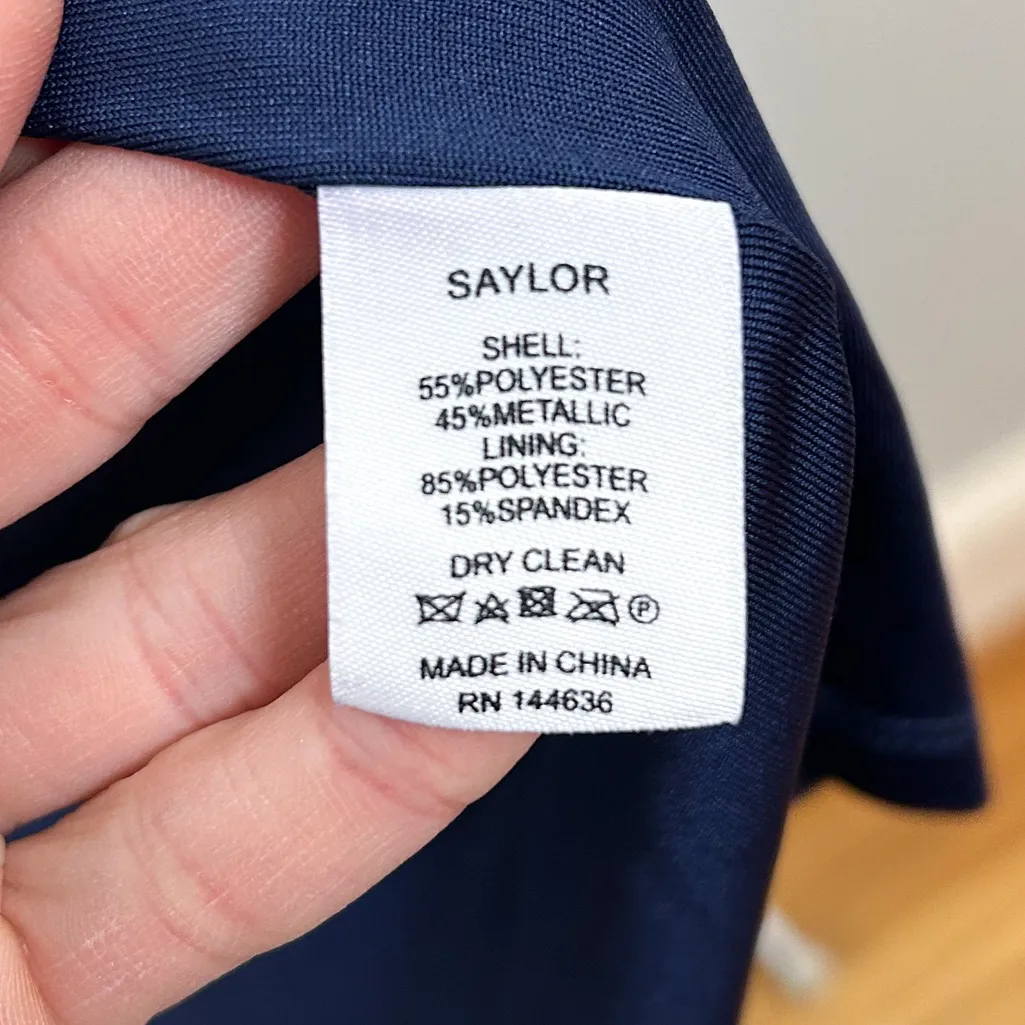 SAYLOR
SHELL:
55%POLYESTER
45%METALLIC
LINING:
85%POLYESTER
15%SPANDEX
DRY CLEAN
P
MADE IN CHINA
RN 144636